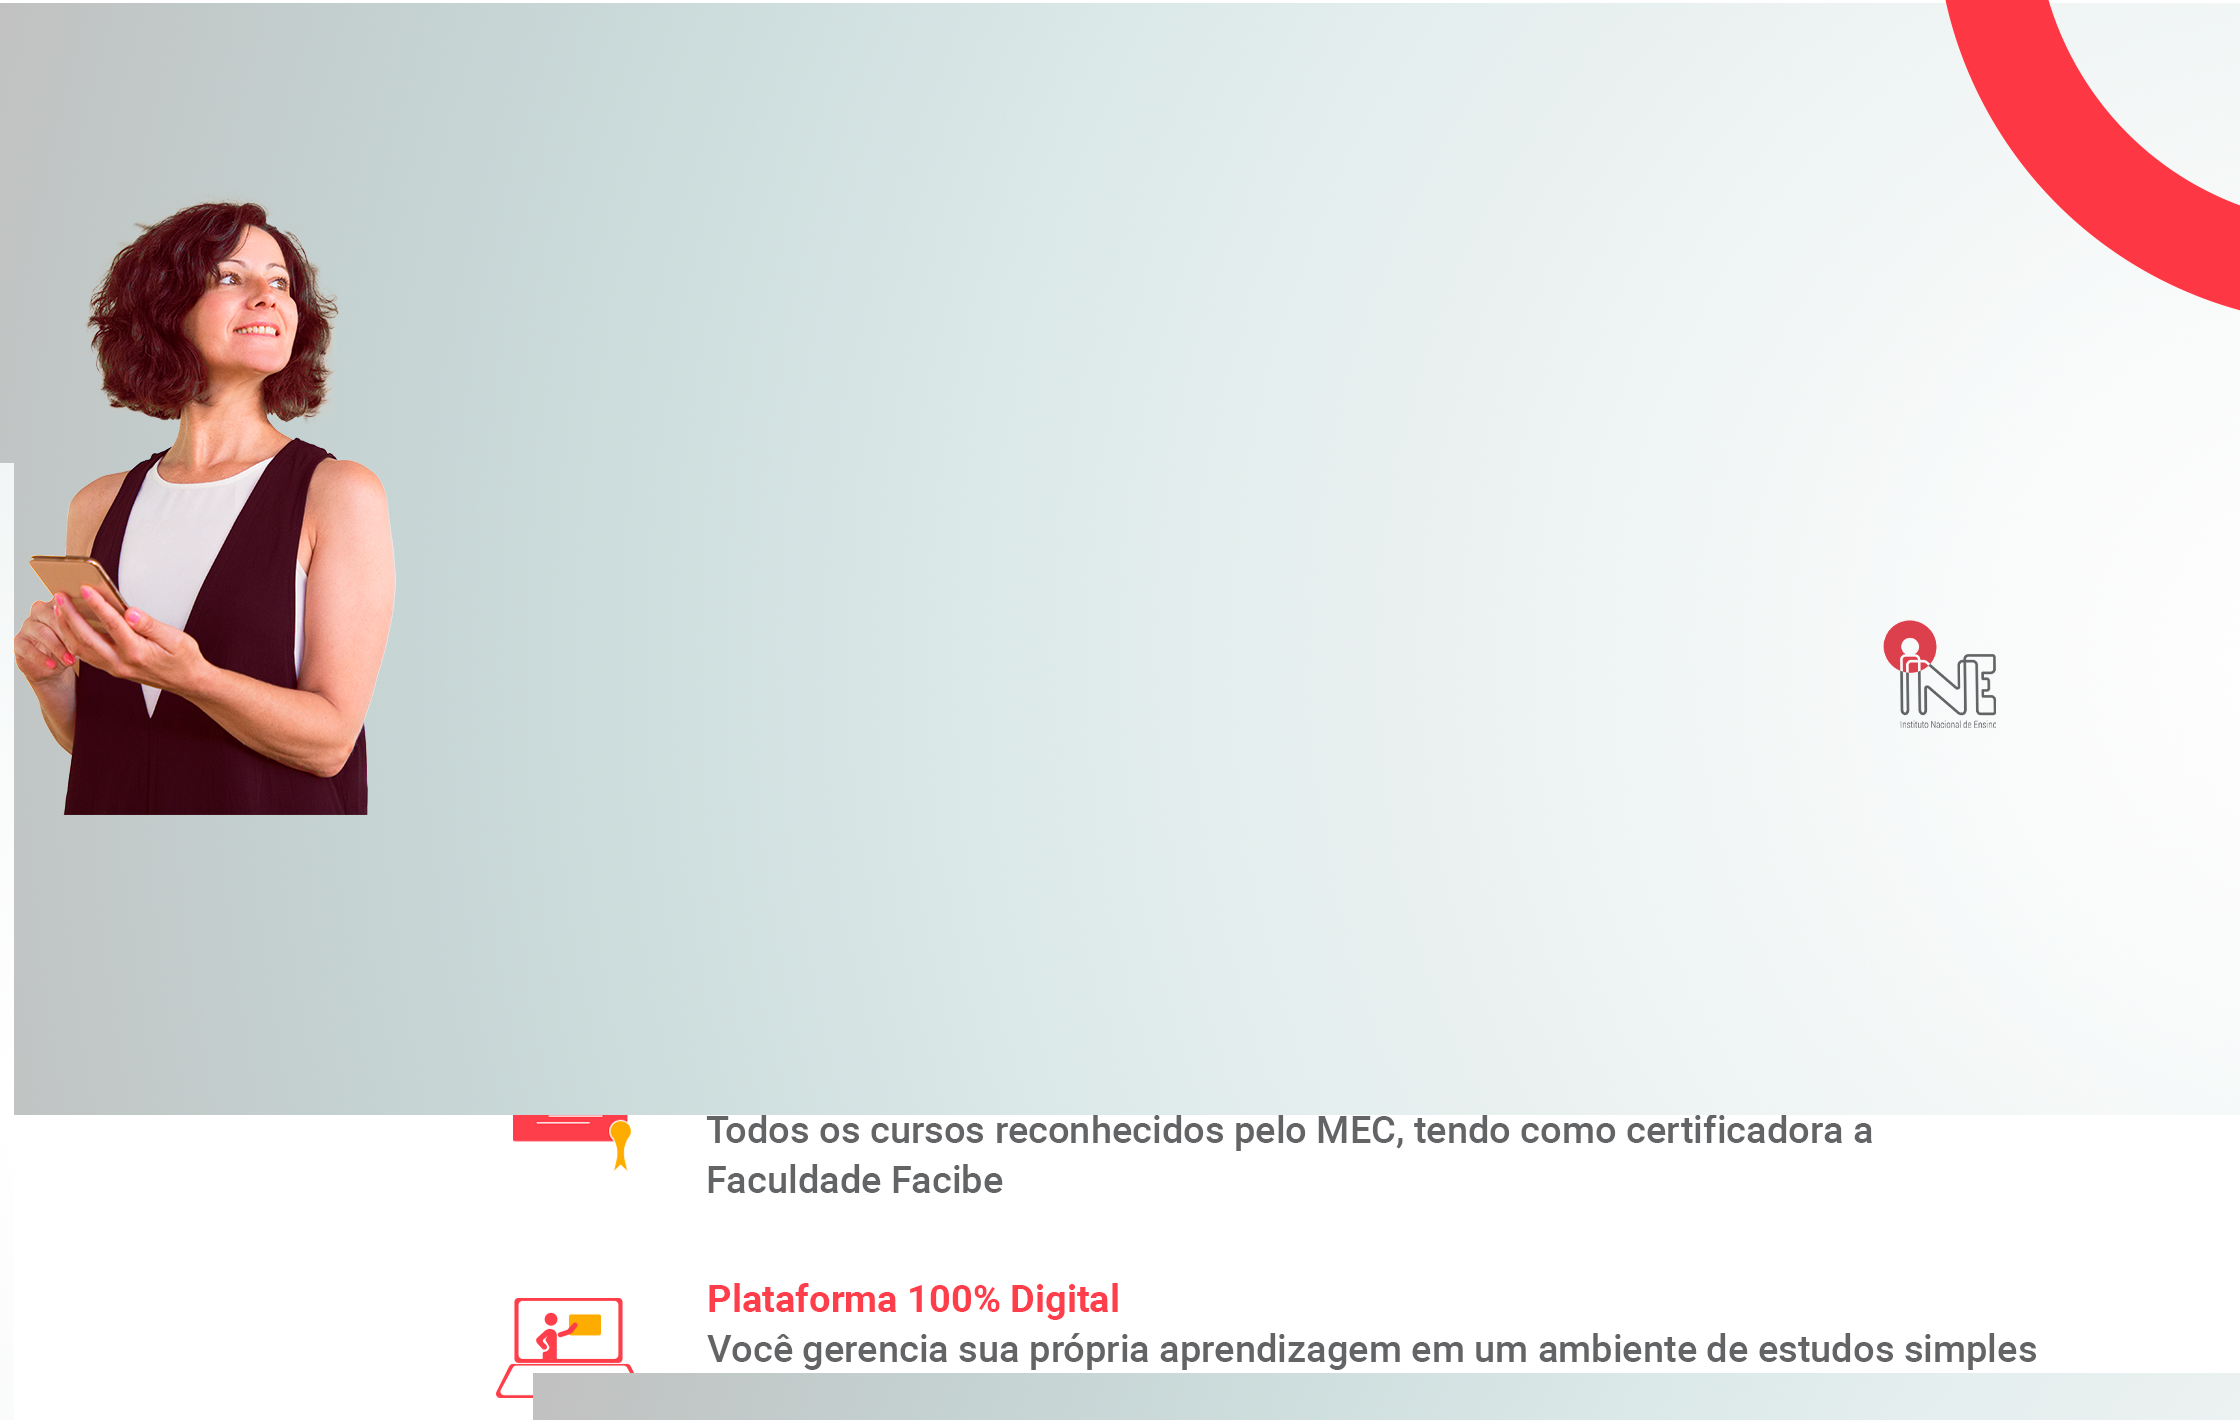 INE
Instituto Nacional de Ensino
Todos os cursos reconhecidos pelo MEC, tendo como certificadora a
Faculdade Facibe
Plataforma 100% Digital
Você gerencia sua própria aprendizagem em um ambiente de estudos simples